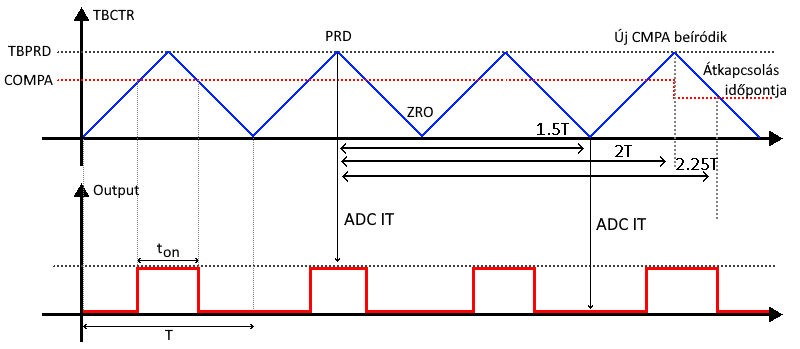 TBCTR
PRD
Új CMPA beíródik
TBPRD
COMPA
Átkapcsolás
időpontja
ZRO
1.5T
2T
2.25T
Output
ADC IT
ADC IT
ton
T